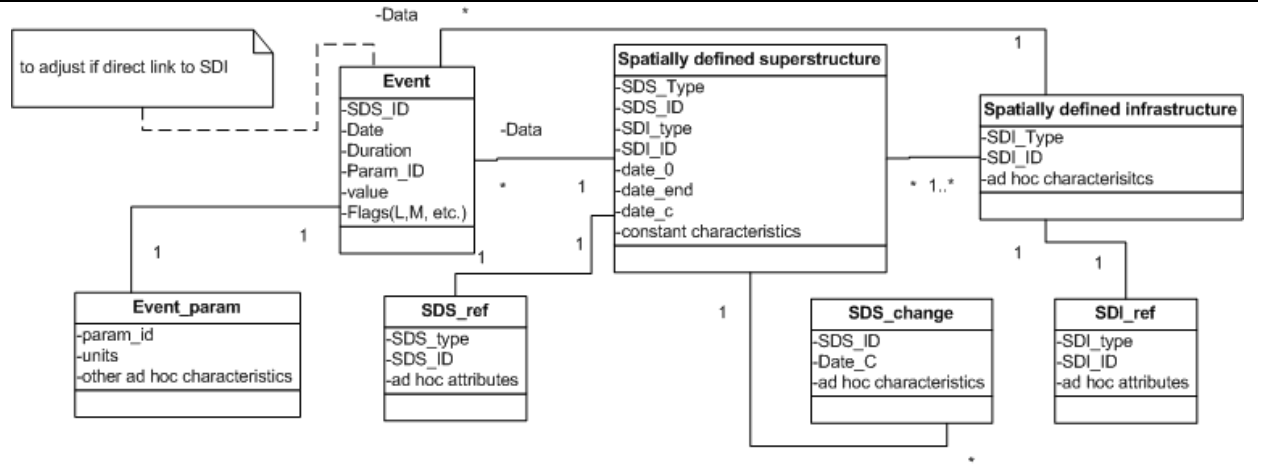 -Data *
1
to adjust if direct link to SDI
Event
-SDS_ID
-Date
-Duration
-Param_ID
-value
-Flags(L,M, etc.)
-Data
*
1
Spatially defined superstructure
-SDS_Type
-SDS_ID
-SDI_type
-SDI_ID
-date_0
-date_end
-date_c
-constant characteristics
* 1..*
Spatially defined infrastructure
-SDI_Type
-SDI_ID
-ad hoc characterisitcs
1
1
1
1
1
1
1
*
Event_param
-param_id
-units
-other ad hoc characteristics
SDS_ref
-SDS_type
-SDS_ID
-ad hoc attributes
SDS_change
-SDS_ID
-Date_C
-ad hoc characteristics
SDI_ref
-SDI_type
-SDI_ID
-ad hoc attributes